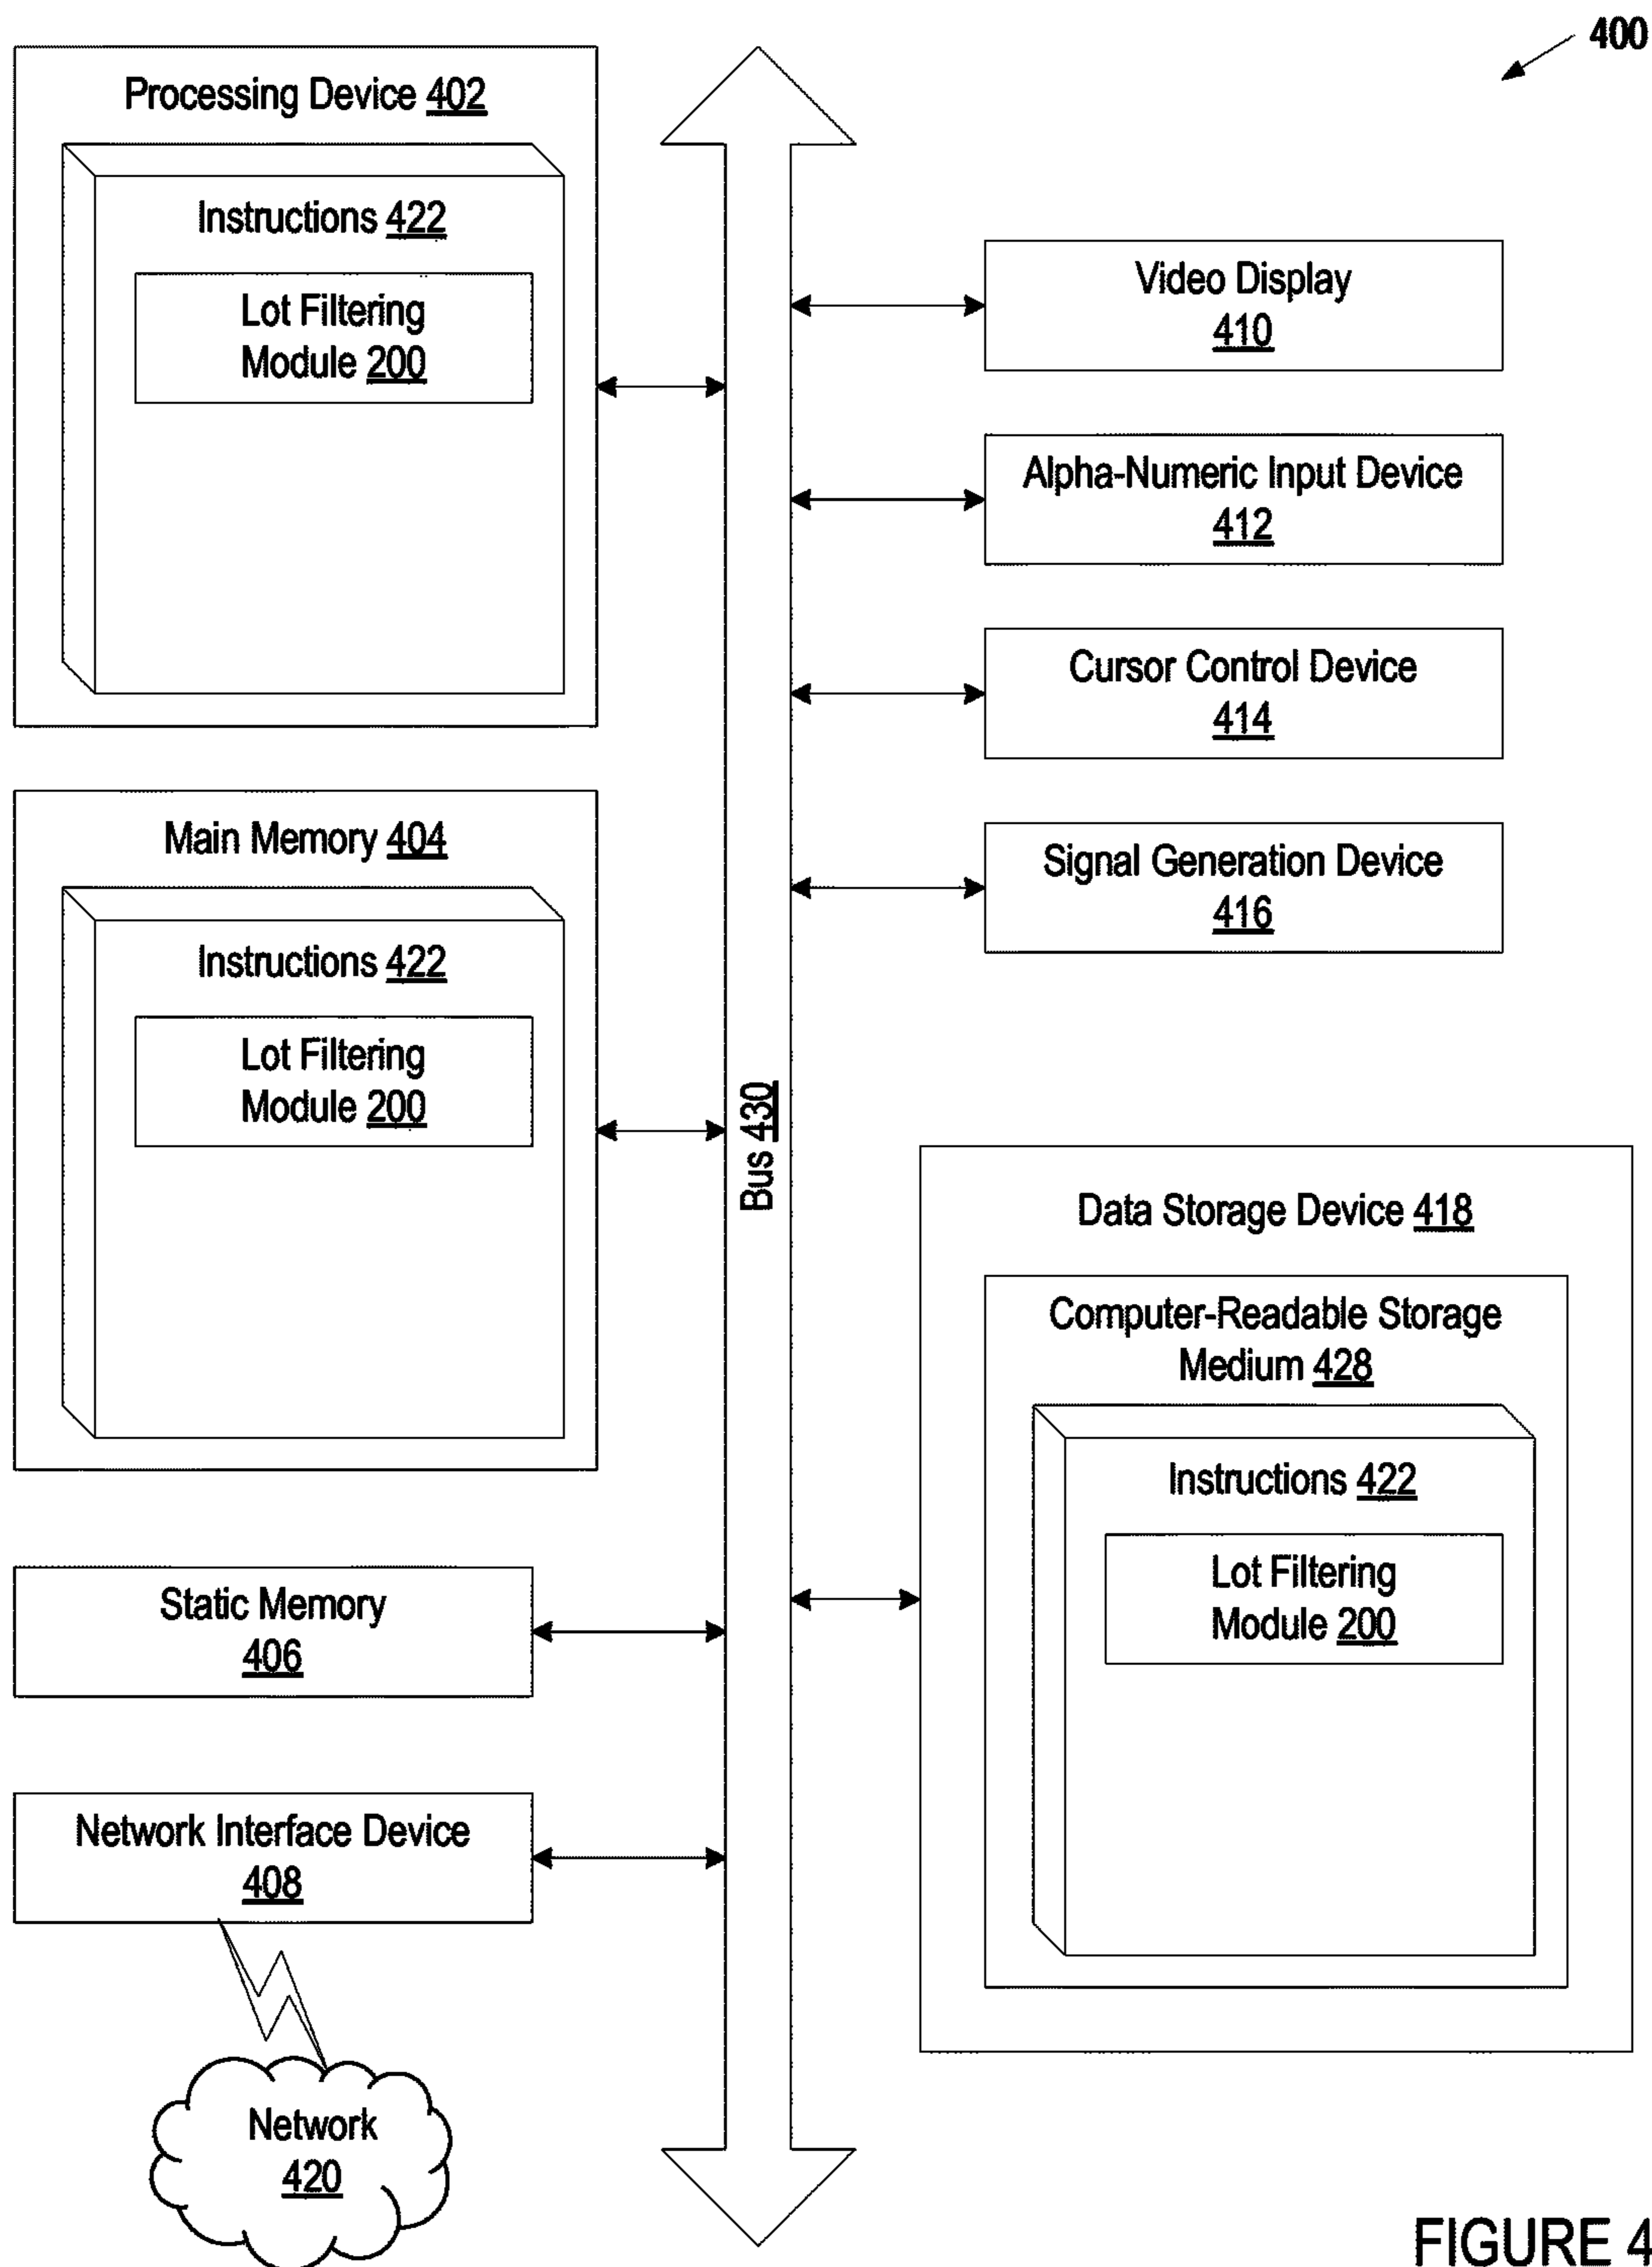 400
Processing Device 402
Instructions 422
Lot Filtering
Module 200
Main Memory 404
Instructions 422
Lot Filtering
Module 200
Static Memory
406
Network Interface Device
408
Network
420
Bus 430
Video Display
410
Alpha-Numeric Input Device
412
Cursor Control Device
414
Signal Generation Device
416
Data Storage Device 418
Computer-Readable Storage
Medium 428
Instructions 422
Lot Filtering
Module 200
FIGURE 4